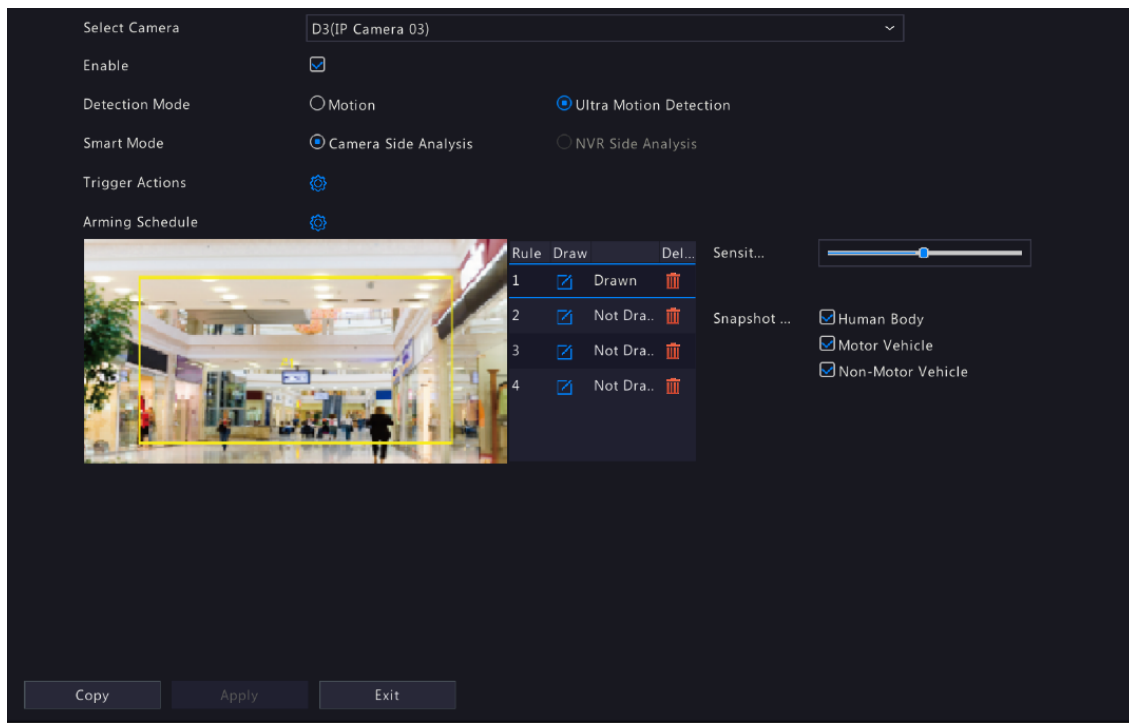 Select Camera D3(IP Camera 03)
Enable
Detection Mode Motion Ultra Motion Detection
Smart Mode Camera Side Analysis NVR Side Analysis
Trigger Actions
Arming Schedule
Rule Draw Del... Sensit...
1 Drawn
2 Not Dra.. Snapshot ... Human Body
3 Not Dra.. Motor Vehicle
Non-Motor Vehicle
4 Not Dra..
Copy Apply Exit